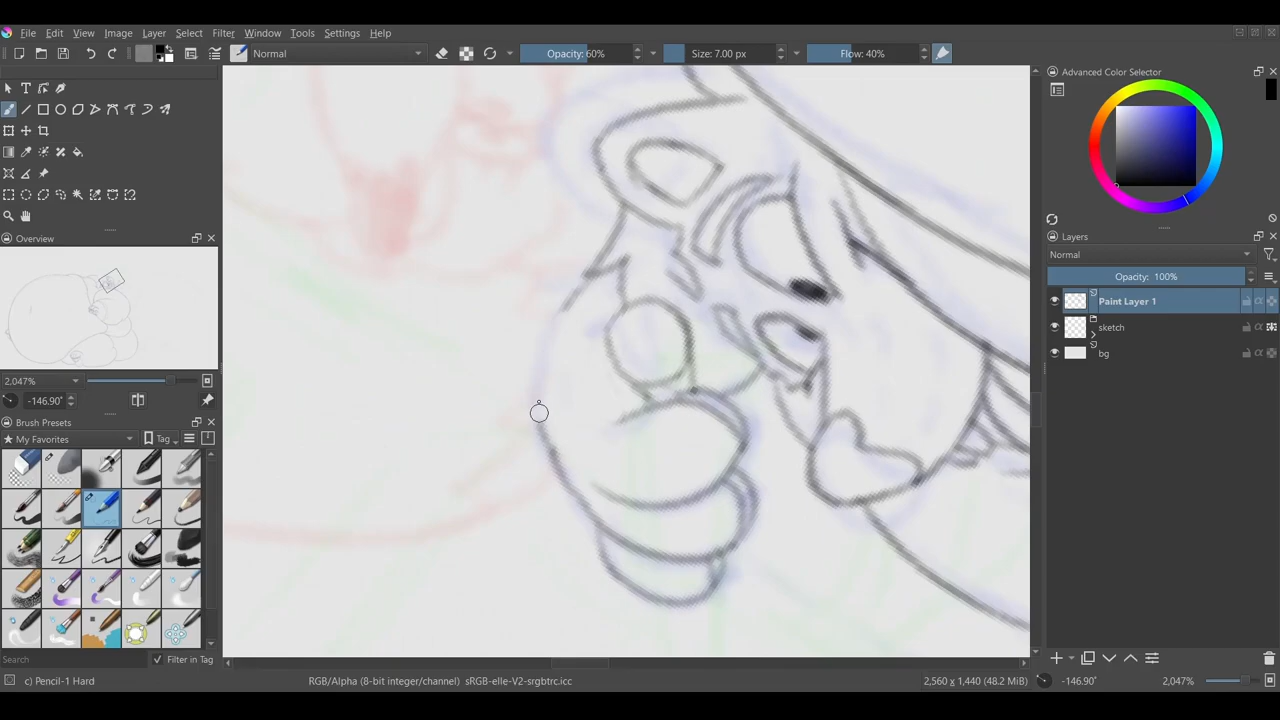 File Edit View Image Layer Select Filter Window Tools Settings Help
Normal Opacity: 60% Size: 7.00 px Flow: 40%
Advanced Color Selector
Overview
2,047%
-146.90°
Brush Presets
My Favorites Tag
Search Filter in Tag
Layers
Normal
Opacity: 100%
Paint Layer 1
sketch
bg
c) Pencil-1 Hard RGB/Alpha (8-bit integer/channel) sRGB-elle-V2-srgbtrc.icc 2,560 x 1,440 (48.2 MiB) -146.90° 2,047%